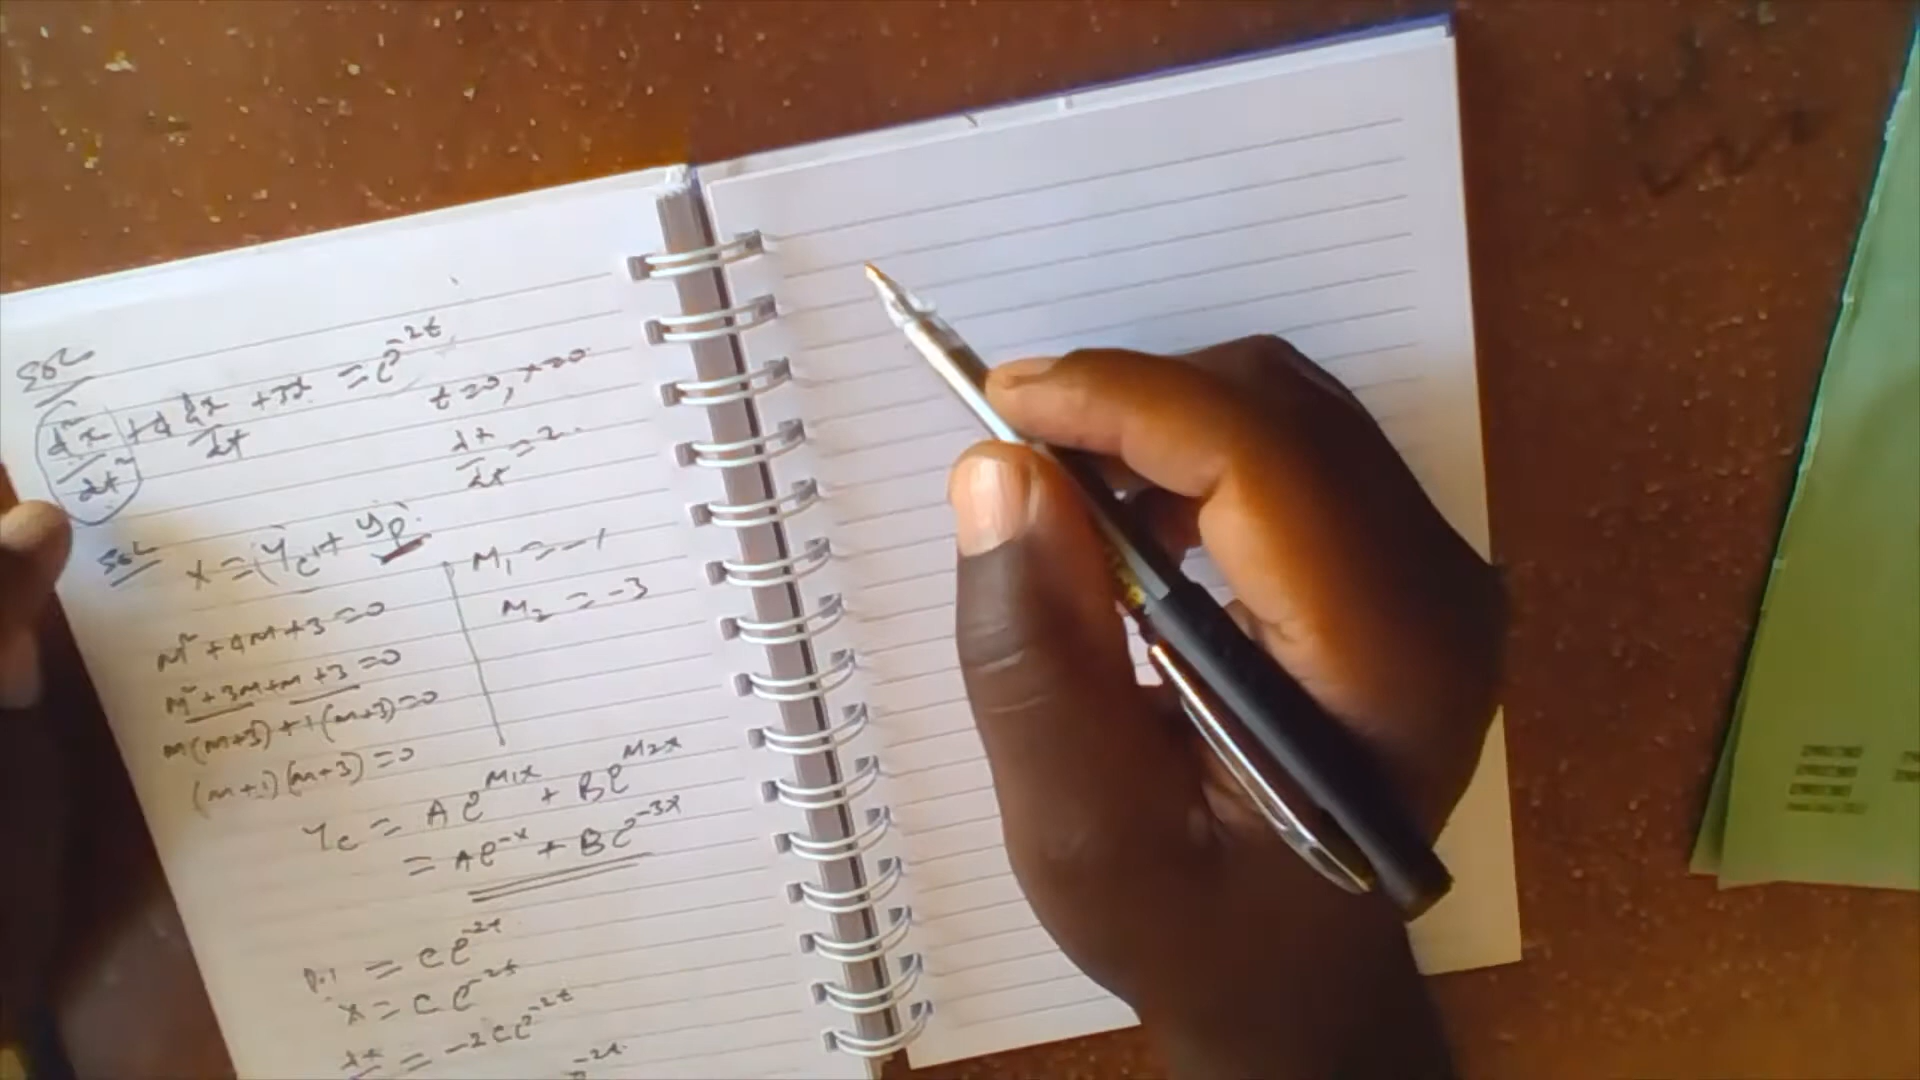 SOL
d²x/dt² + 4 dx/dt + 3x = e^-2t
t=0, x=0
dx/dt = 2.
Sol x = Yc + yp
m² + 4m + 3 = 0
m² + 3m + m + 3 = 0
m(m+3) + 1(m+3) = 0
(m+1)(m+3) = 0
M₁ = -1
M₂ = -3
Yc = Ae^M₁x + Be^M₂x
= Ae^-x + Be^-3x
P.I = Ce^-2t
x = Ce^-2t
dx = -2Ce^-2t